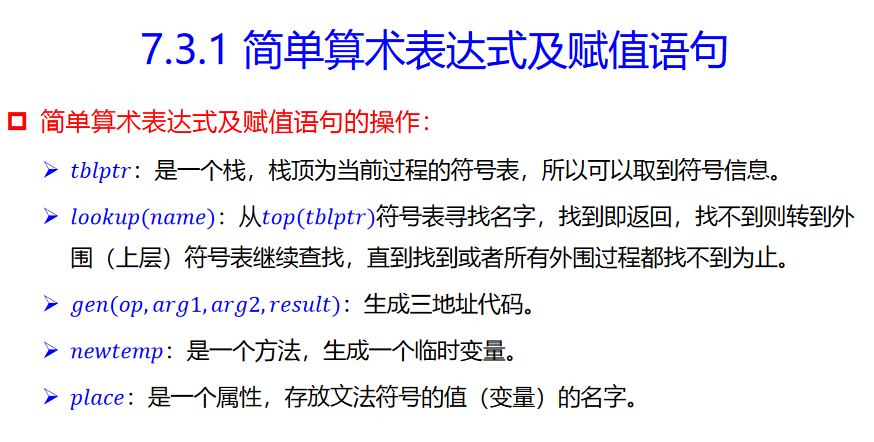 7.3.1 简单算术表达式及赋值语句
简单算术表达式及赋值语句的操作：
tblptr：是一个栈，栈顶为当前过程的符号表，所以可以取到符号信息。
lookup(name)：从top(tblptr)符号表寻找名字，找到即返回，找不到则转到外
围（上层）符号表继续查找，直到找到或者所有外围过程都找不到为止。
gen(op, arg1, arg2, result)：生成三地址代码。
newtemp：是一个方法，生成一个临时变量。
place：是一个属性，存放文法符号的值（变量）的名字。